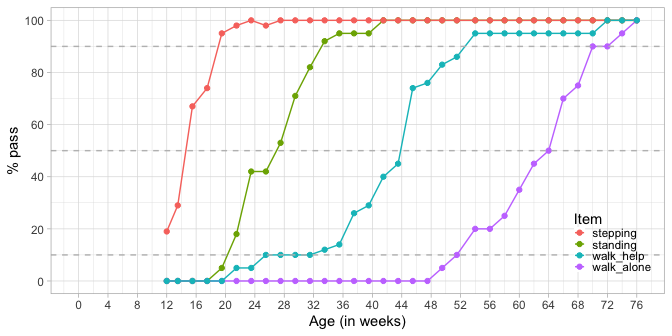 100
80
60
40
20
0
% pass
0 4 8 12 16 20 24 28 32 36 40 44 48 52 56 60 64 68 72 76
Age (in weeks)
Item
stepping
standing
walk_help
walk_alone